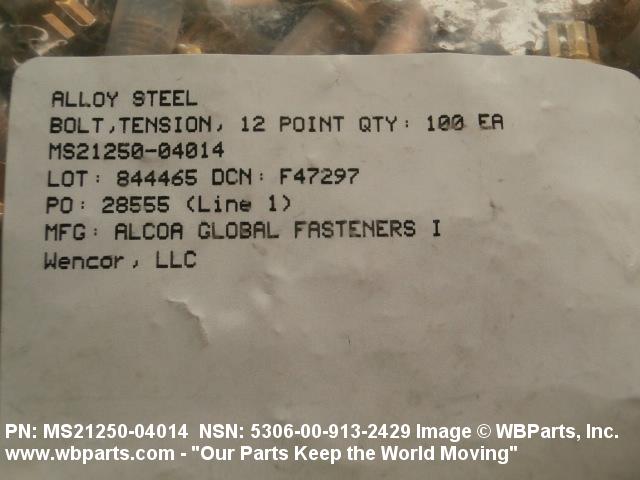 ALLOY STEEL
BOLT,TENSION, 12 POINT QTY: 100 EA
MS21250-04014
LOT: 844465 DCN: F47297
PO: 28555 (Line 1)
MFG: ALCOA GLOBAL FASTENERS I
Wencor, LLC
PN: MS21250-04014 NSN: 5306-00-913-2429 Image © WBParts, Inc.
www.wbparts.com - "Our Parts Keep the World Moving"